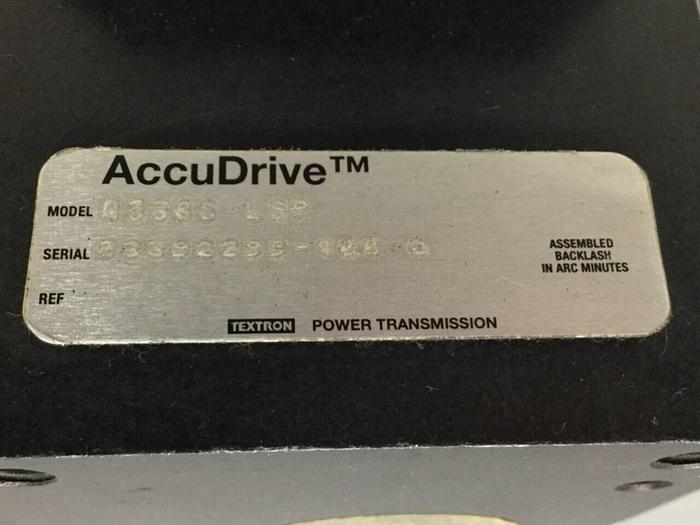 AccuDrive™
MODEL
SERIAL
REF
ASSEMBLED
BACKLASH
IN ARC MINUTES
TEXTRON POWER TRANSMISSION